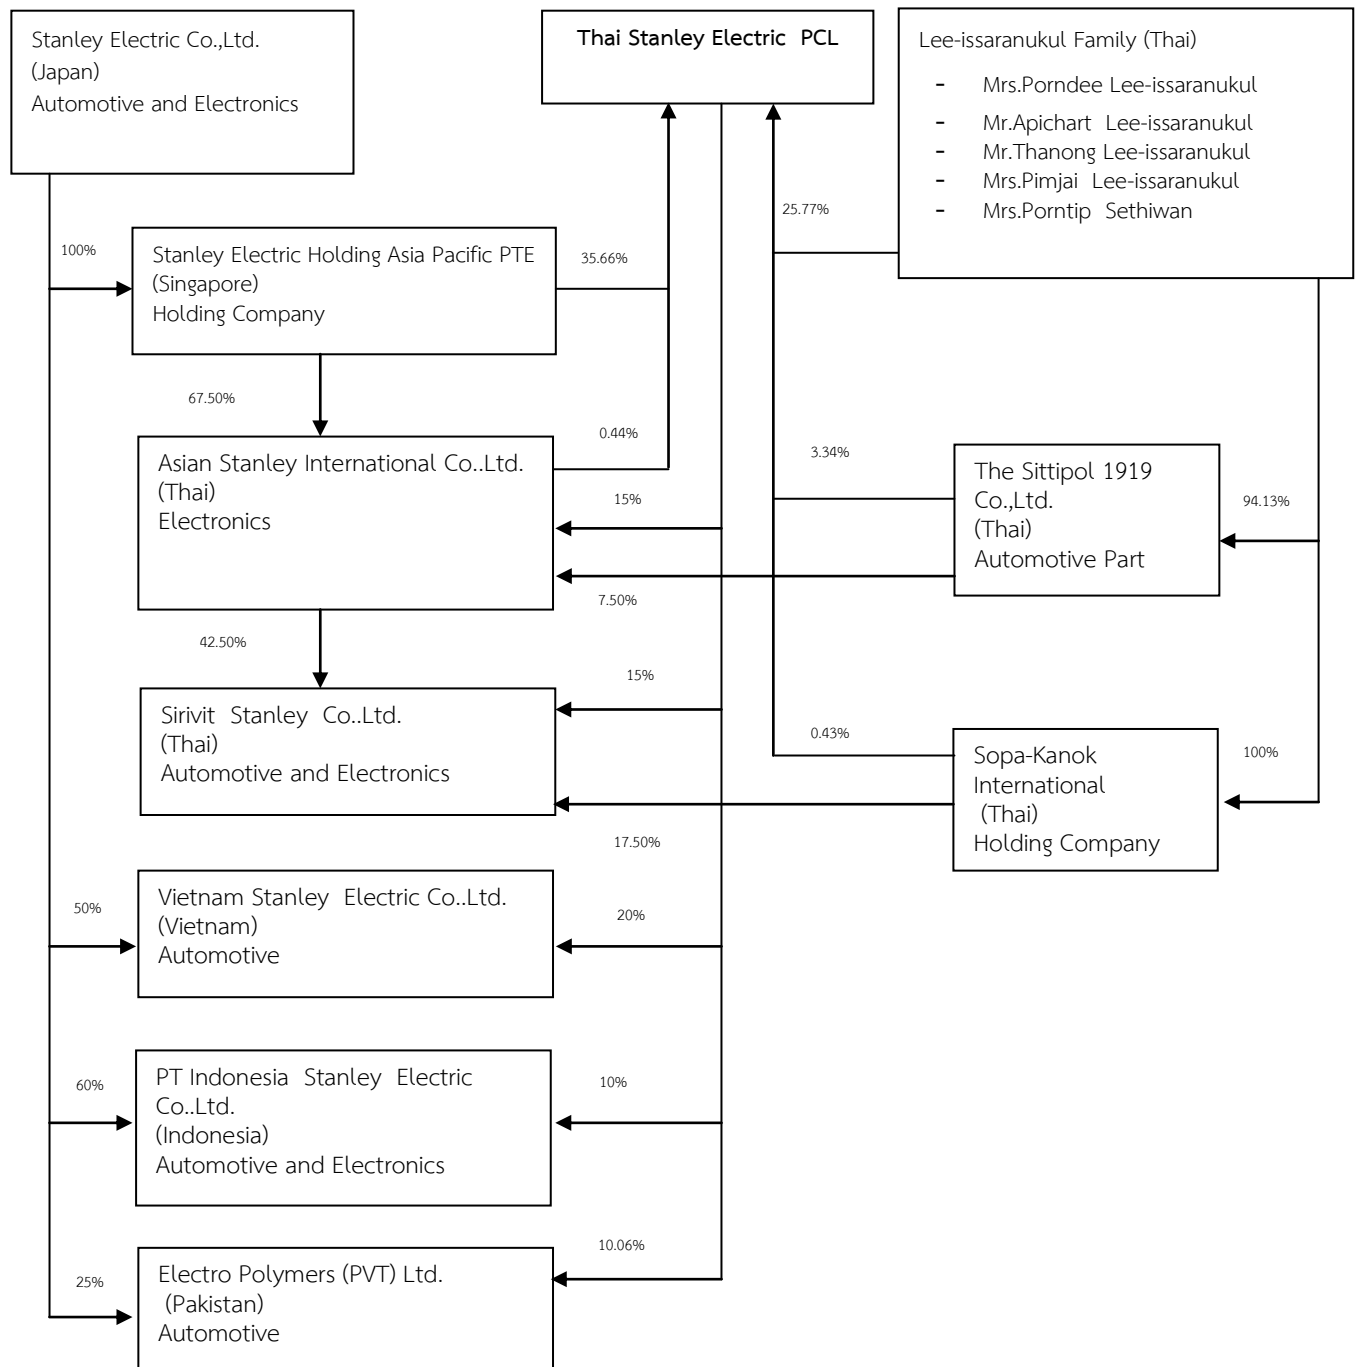 Stanley Electric Co.,Ltd.
(Japan)
Automotive and Electronics
Thai Stanley Electric PCL
Lee-issaranukul Family (Thai)
- Mrs.Porndee Lee-issaranukul
- Mr.Apichart Lee-issaranukul
- Mr.Thanong Lee-issaranukul
- Mrs.Pimjai Lee-issaranukul
- Mrs.Porntip Sethiwan
25.77%
100%
Stanley Electric Holding Asia Pacific PTE
(Singapore)
Holding Company
35.66%
67.50%
0.44%
Asian Stanley International Co..Ltd.
(Thai)
Electronics
15%
7.50%
3.34%
The Sittipol 1919
Co.,Ltd.
(Thai)
Automotive Part
94.13%
42.50%
15%
Sirivit Stanley Co..Ltd.
(Thai)
Automotive and Electronics
17.50%
0.43%
Sopa-Kanok
International
(Thai)
Holding Company
100%
50%
Vietnam Stanley Electric Co..Ltd.
(Vietnam)
Automotive
20%
60%
PT Indonesia Stanley Electric
Co..Ltd.
(Indonesia)
Automotive and Electronics
10%
25%
Electro Polymers (PVT) Ltd.
(Pakistan)
Automotive
10.06%